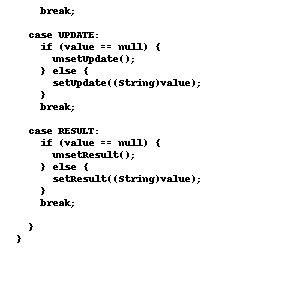 break;
case UPDATE:
if (value == null) {
unsetUpdate();
} else {
setUpdate((String)value);
}
break;
case RESULT:
if (value == null) {
unsetResult();
} else {
setResult((String)value);
}
break;
}
}